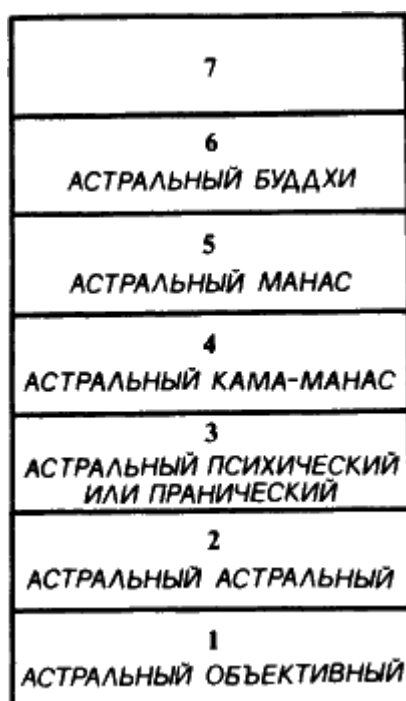 7
6
АСТРАЛЬНЫЙ БУДДХИ
5
АСТРАЛЬНЫЙ МАНАС
4
АСТРАЛЬНЫЙ КАМА-МАНАС
3
АСТРАЛЬНЫЙ ПСИХИЧЕСКИЙ
ИЛИ ПРАНИЧЕСКИЙ
2
АСТРАЛЬНЫЙ АСТРАЛЬНЫЙ
1
АСТРАЛЬНЫЙ ОБЪЕКТИВНЫЙ